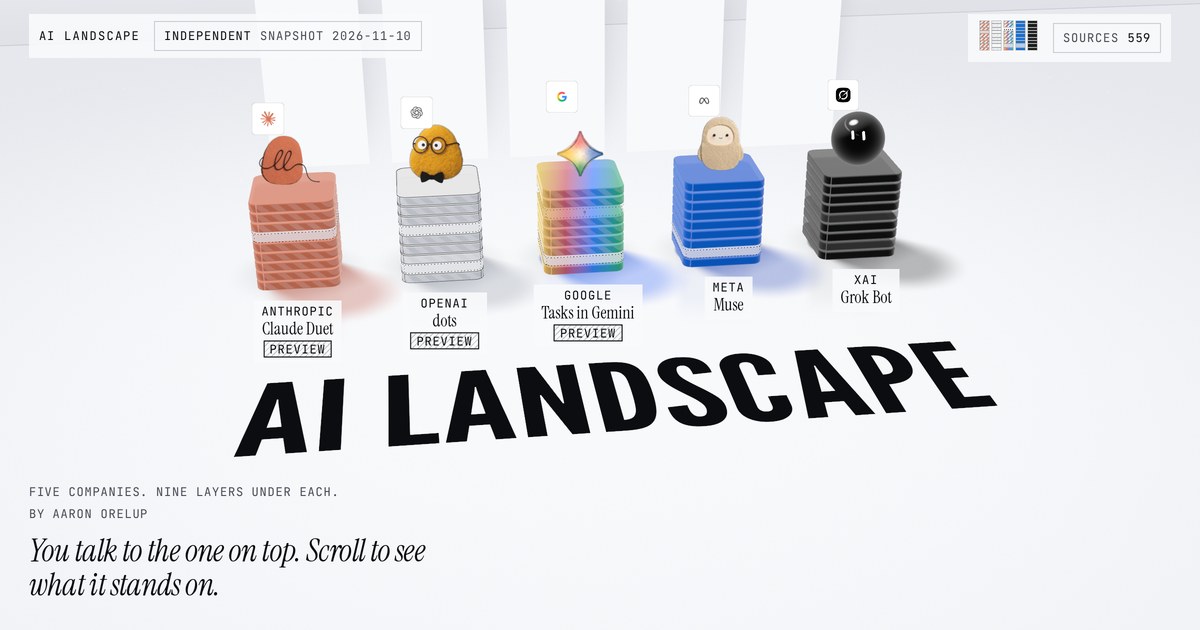 AI LANDSCAPE
INDEPENDENT SNAPSHOT 2026-11-10
SOURCES 559
ANTHROPIC
Claude Duet
PREVIEW
OPENAI
dots
PREVIEW
GOOGLE
Tasks in Gemini
PREVIEW
META
Muse
XAI
Grok Bot
AI LANDSCAPE
FIVE COMPANIES. NINE LAYERS UNDER EACH.
BY AARON ORELUP
You talk to the one on top. Scroll to see
what it stands on.